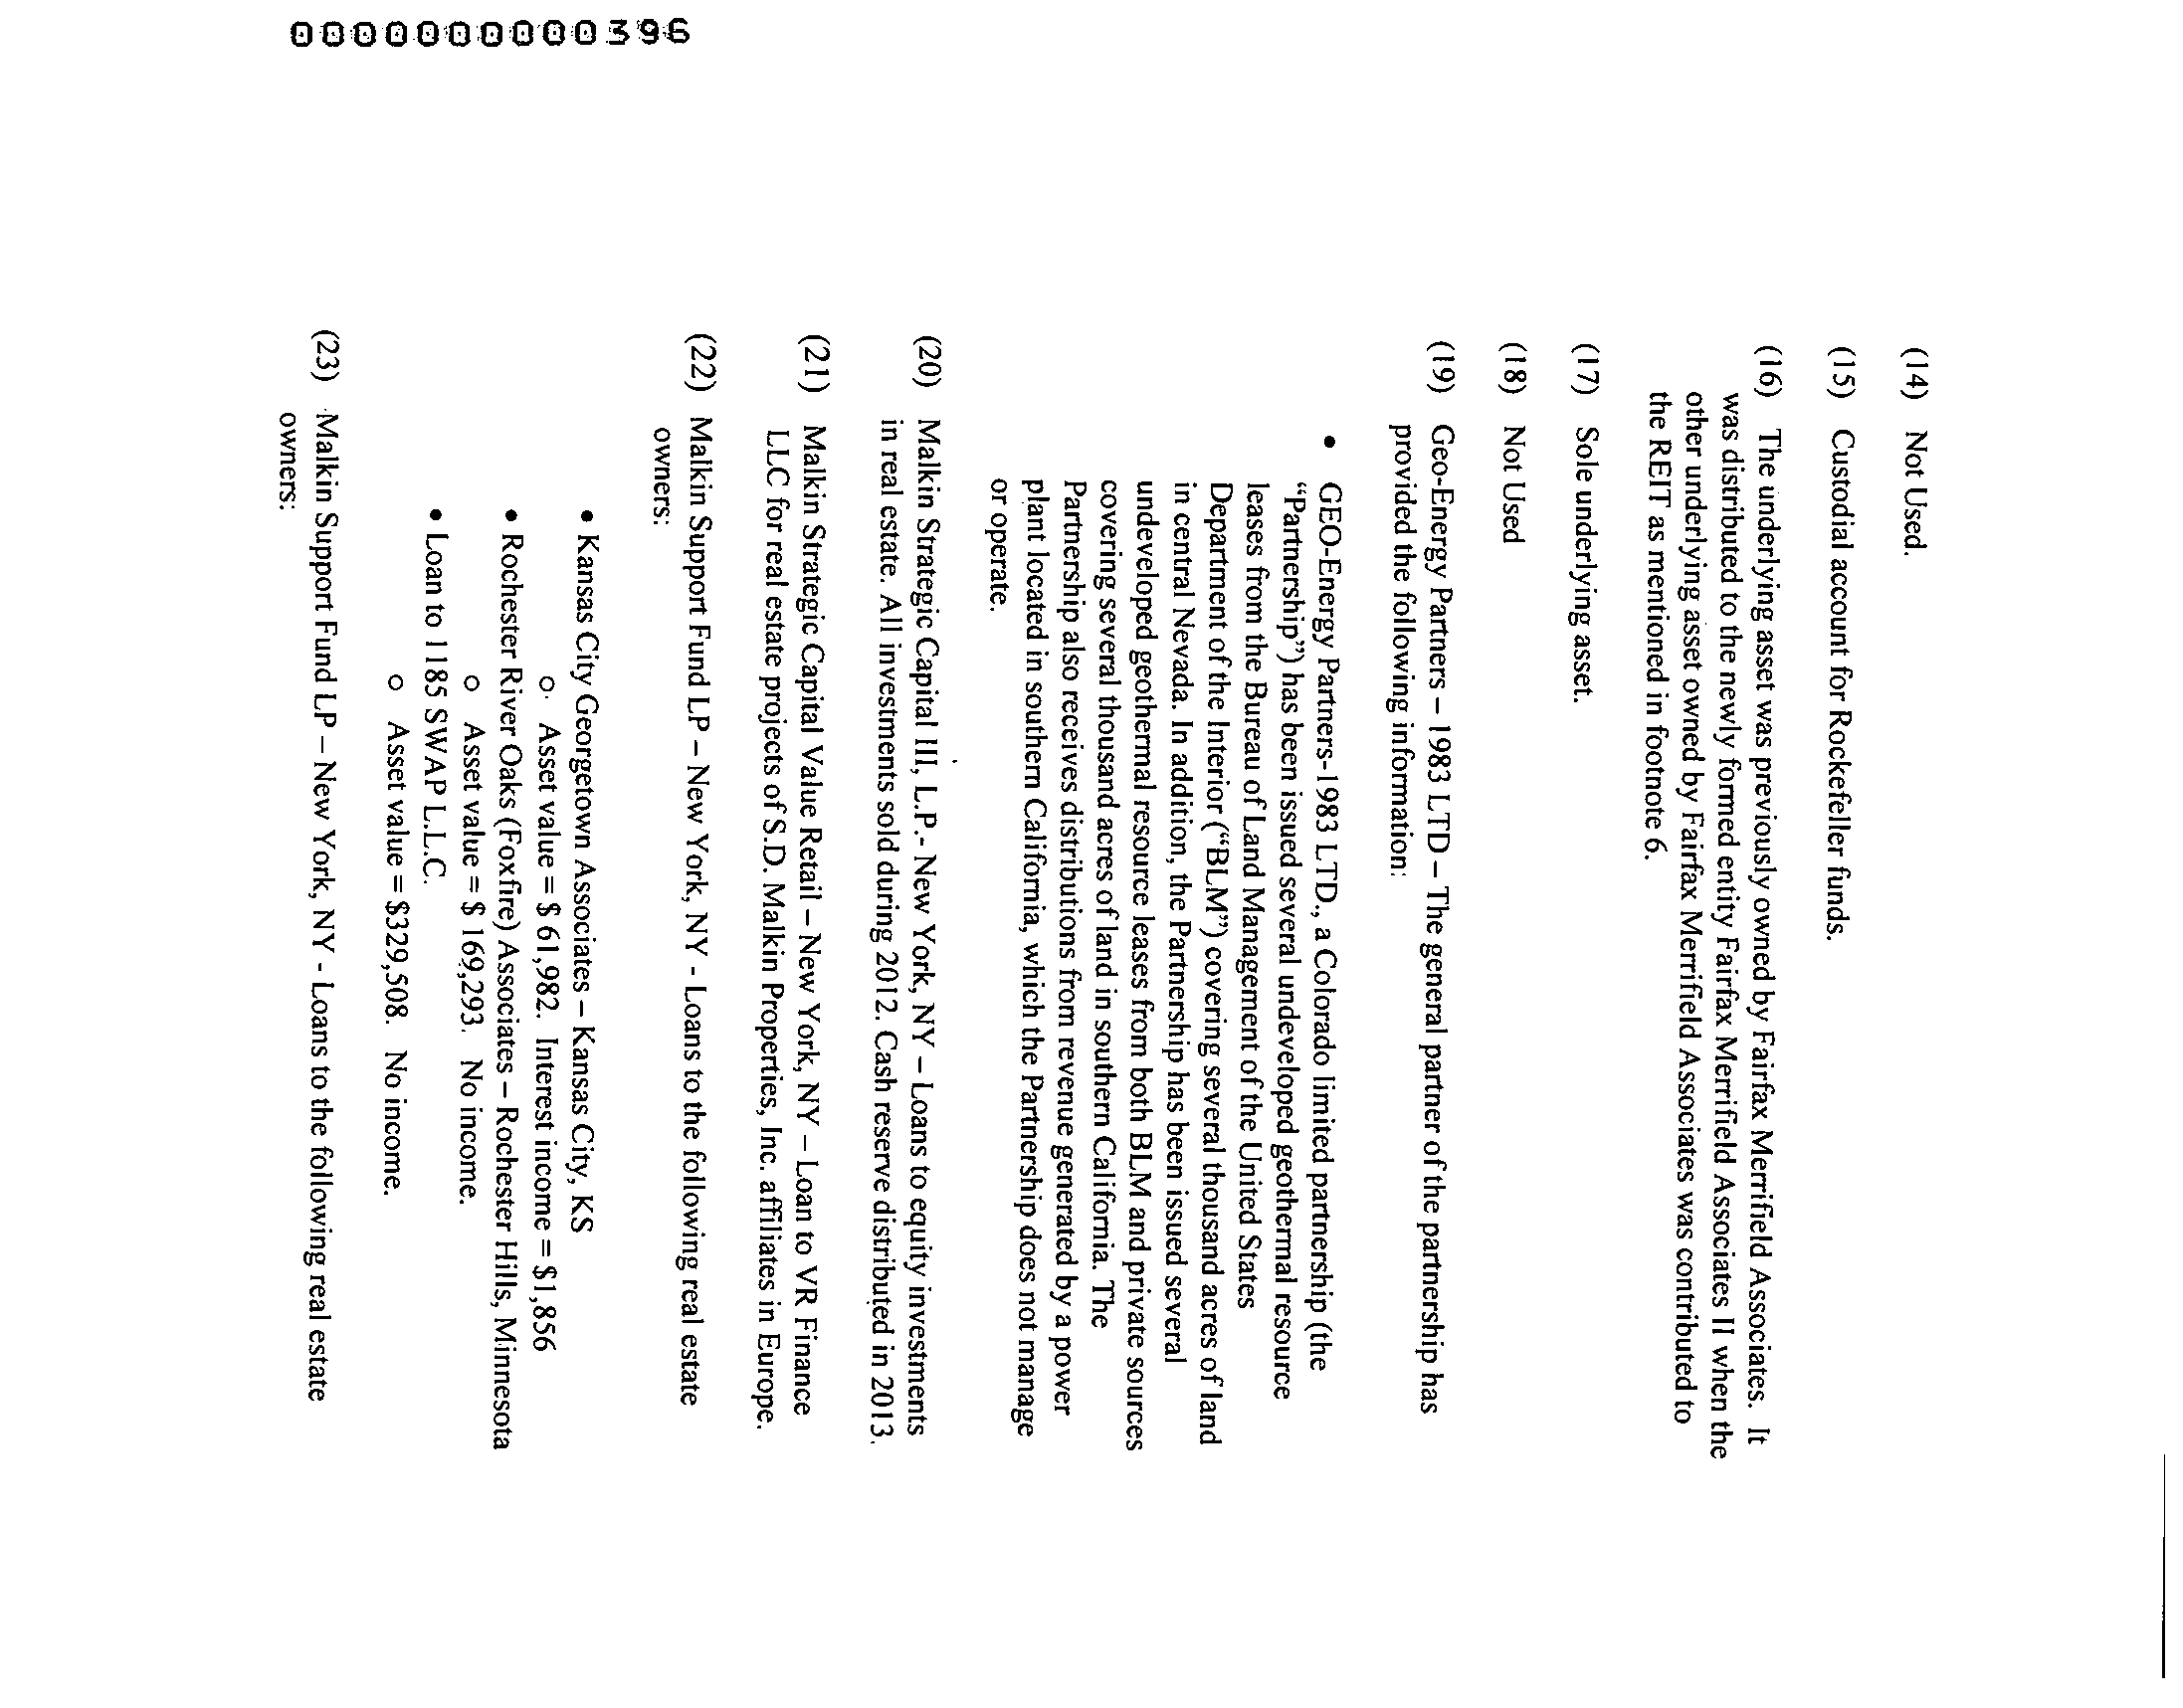 000000000396
(14) Not Used.
(15) Custodial account for Rockefeller funds.
(16) The underlying asset was previously owned by Fairfax Merrifield Associates. It
was distributed to the newly formed entity Fairfax Merrifield Associates II when the
other underlying asset owned by Fairfax Merrifield Associates was contributed to
the REIT as mentioned in footnote 6.
(17) Sole underlying asset.
(18) Not Used
(19) Geo-Energy Partners – 1983 LTD – The general partner of the partnership has
provided the following information:
• GEO-Energy Partners-1983 LTD., a Colorado limited partnership (the
“Partnership”) has been issued several undeveloped geothermal resource
leases from the Bureau of Land Management of the United States
Department of the Interior (“BLM”) covering several thousand acres of land
in central Nevada. In addition, the Partnership has been issued several
undeveloped geothermal resource leases from both BLM and private sources
covering several thousand acres of land in southern California. The
Partnership also receives distributions from revenue generated by a power
plant located in southern California, which the Partnership does not manage
or operate.
(20) Malkin Strategic Capital III, L.P.- New York, NY – Loans to equity investments
in real estate. All investments sold during 2012. Cash reserve distributed in 2013.
(21) Malkin Strategic Capital Value Retail – New York, NY – Loan to VR Finance
LLC for real estate projects of S.D. Malkin Properties, Inc. affiliates in Europe.
(22) Malkin Support Fund LP – New York, NY - Loans to the following real estate
owners:
• Kansas City Georgetown Associates – Kansas City, KS
o Asset value = $ 61,982. Interest income = $1,856
• Rochester River Oaks (Foxfire) Associates – Rochester Hills, Minnesota
o Asset value = $ 169,293. No income.
• Loan to 1185 SWAP L.L.C.
o Asset value = $329,508. No income.
(23) Malkin Support Fund LP – New York, NY - Loans to the following real estate
owners: